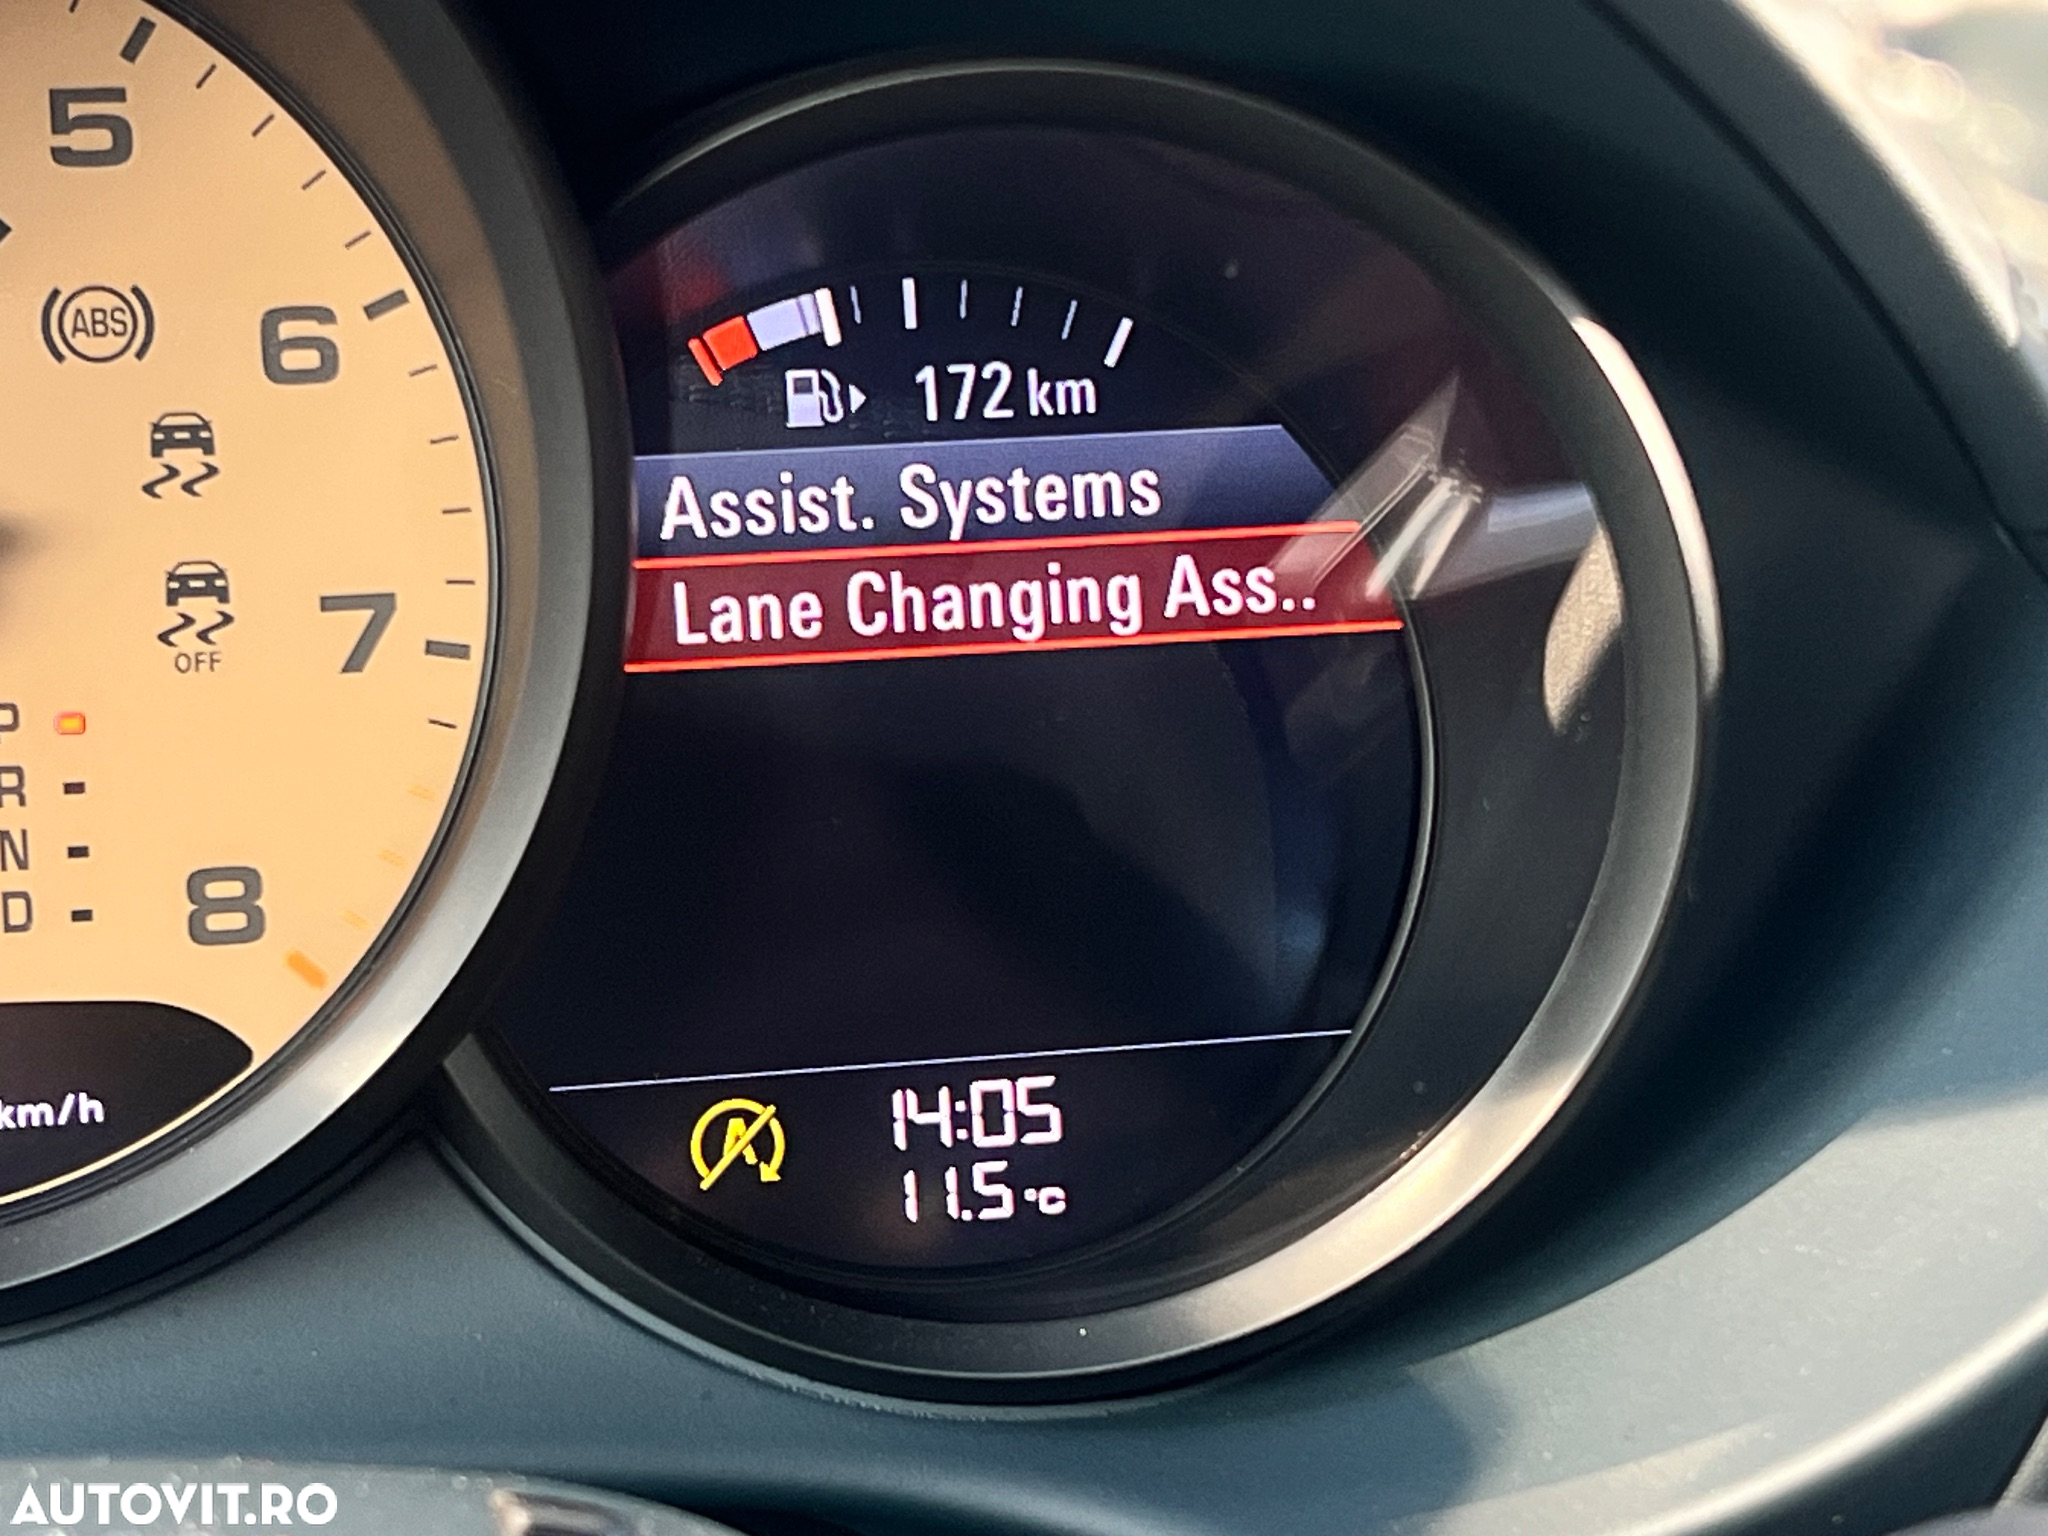 5
6
7
8
ABS
OFF
P
R
N
D
km/h
172 km
Assist. Systems
Lane Changing Ass..
A
14:05
11.5 °C
AUTOVIT.RO